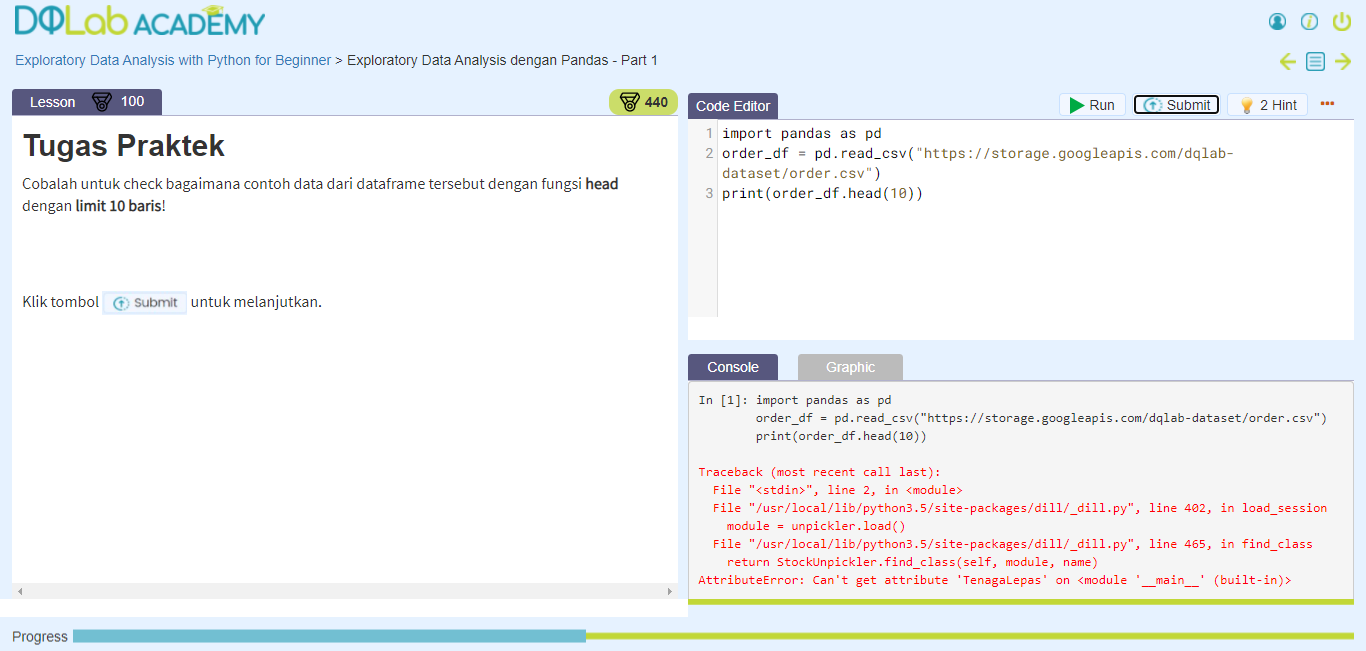 DQLab ACADEMY
Exploratory Data Analysis with Python for Beginner > Exploratory Data Analysis dengan Pandas - Part 1
Lesson 100
440
Tugas Praktek
Cobalah untuk check bagaimana contoh data dari dataframe tersebut dengan fungsi head
dengan limit 10 baris!
Klik tombol Submit untuk melanjutkan.
Code Editor
Run
Submit
2 Hint
1 import pandas as pd
2 order_df = pd.read_csv("https://storage.googleapis.com/dqlab-
dataset/order.csv")
3 print(order_df.head(10))
Console
Graphic
In [1]: import pandas as pd
order_df = pd.read_csv("https://storage.googleapis.com/dqlab-dataset/order.csv")
print(order_df.head(10))
Traceback (most recent call last):
File "<stdin>", line 2, in <module>
File "/usr/local/lib/python3.5/site-packages/dill/_dill.py", line 402, in load_session
module = unpickler.load()
File "/usr/local/lib/python3.5/site-packages/dill/_dill.py", line 465, in find_class
return StockUnpickler.find_class(self, module, name)
AttributeError: Can't get attribute 'TenagaLepas' on <module '__main__' (built-in)>
Progress